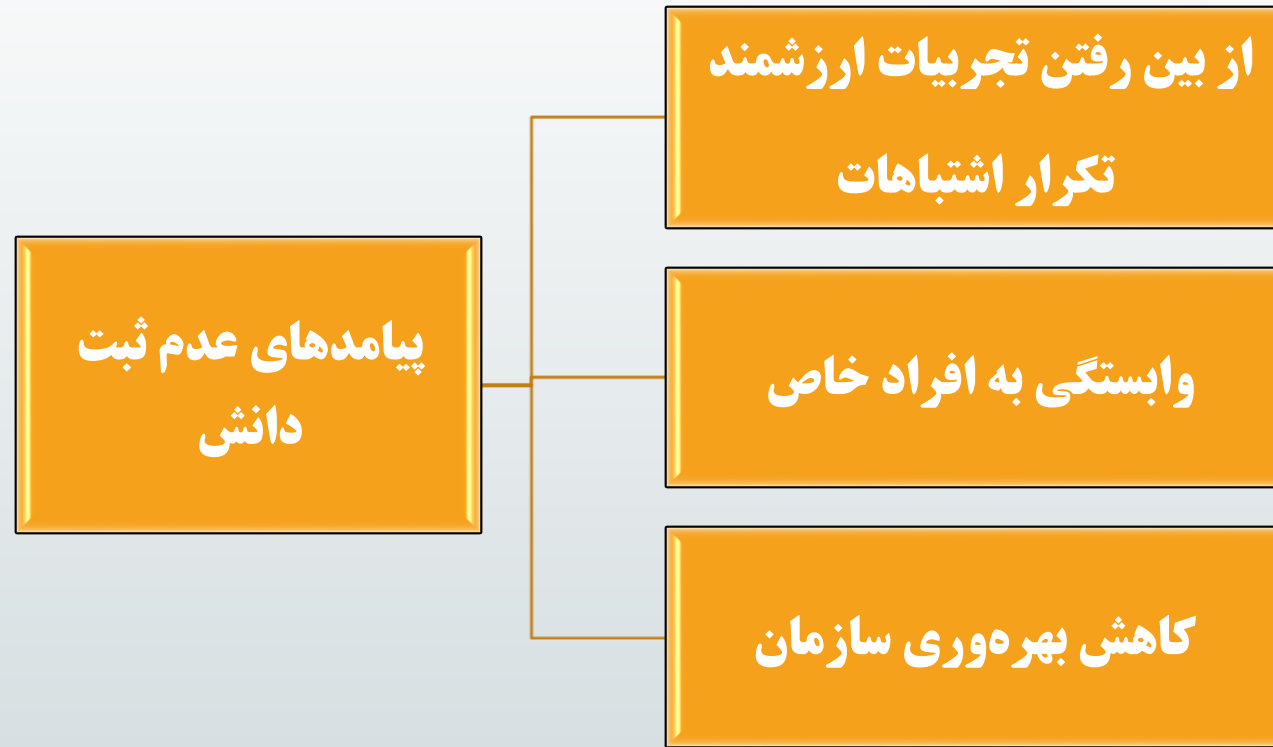 از بین رفتن تجربیات ارزشمند
تکرار اشتباهات
پیامدهای عدم ثبت
دانش
وابستگی به افراد خاص
کاهش بهره‌وری سازمان